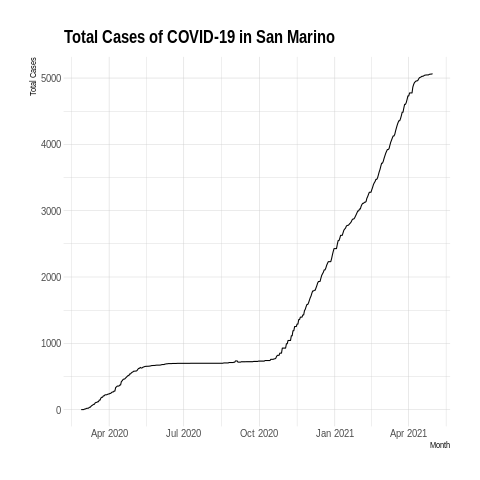 Total Cases of COVID-19 in San Marino
Total Cases
5000
4000
3000
2000
1000
0
Apr 2020 Jul 2020 Oct 2020 Jan 2021 Apr 2021
Month